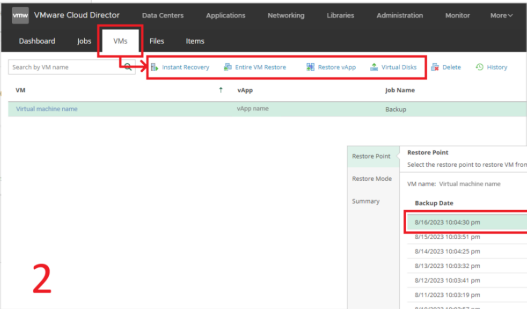 vmw VMware Cloud Director Data Centers Applications Networking Libraries Administration Monitor More
Dashboard Jobs VMs Files Items
Search by VM name Instant Recovery Entire VM Restore Restore vApp Virtual Disks Delete History
VM vApp Job Name
Virtual machine name vApp name Backup
Restore Point Restore Point
Select the restore point to restore VM from
Restore Mode
VM name: Virtual machine name
Summary
Backup Date
8/16/2023 10:04:30 pm
8/15/2023 10:03:51 pm
8/14/2023 10:04:25 pm
8/13/2023 10:03:32 pm
8/12/2023 10:03:41 pm
8/11/2023 10:03:19 pm
2